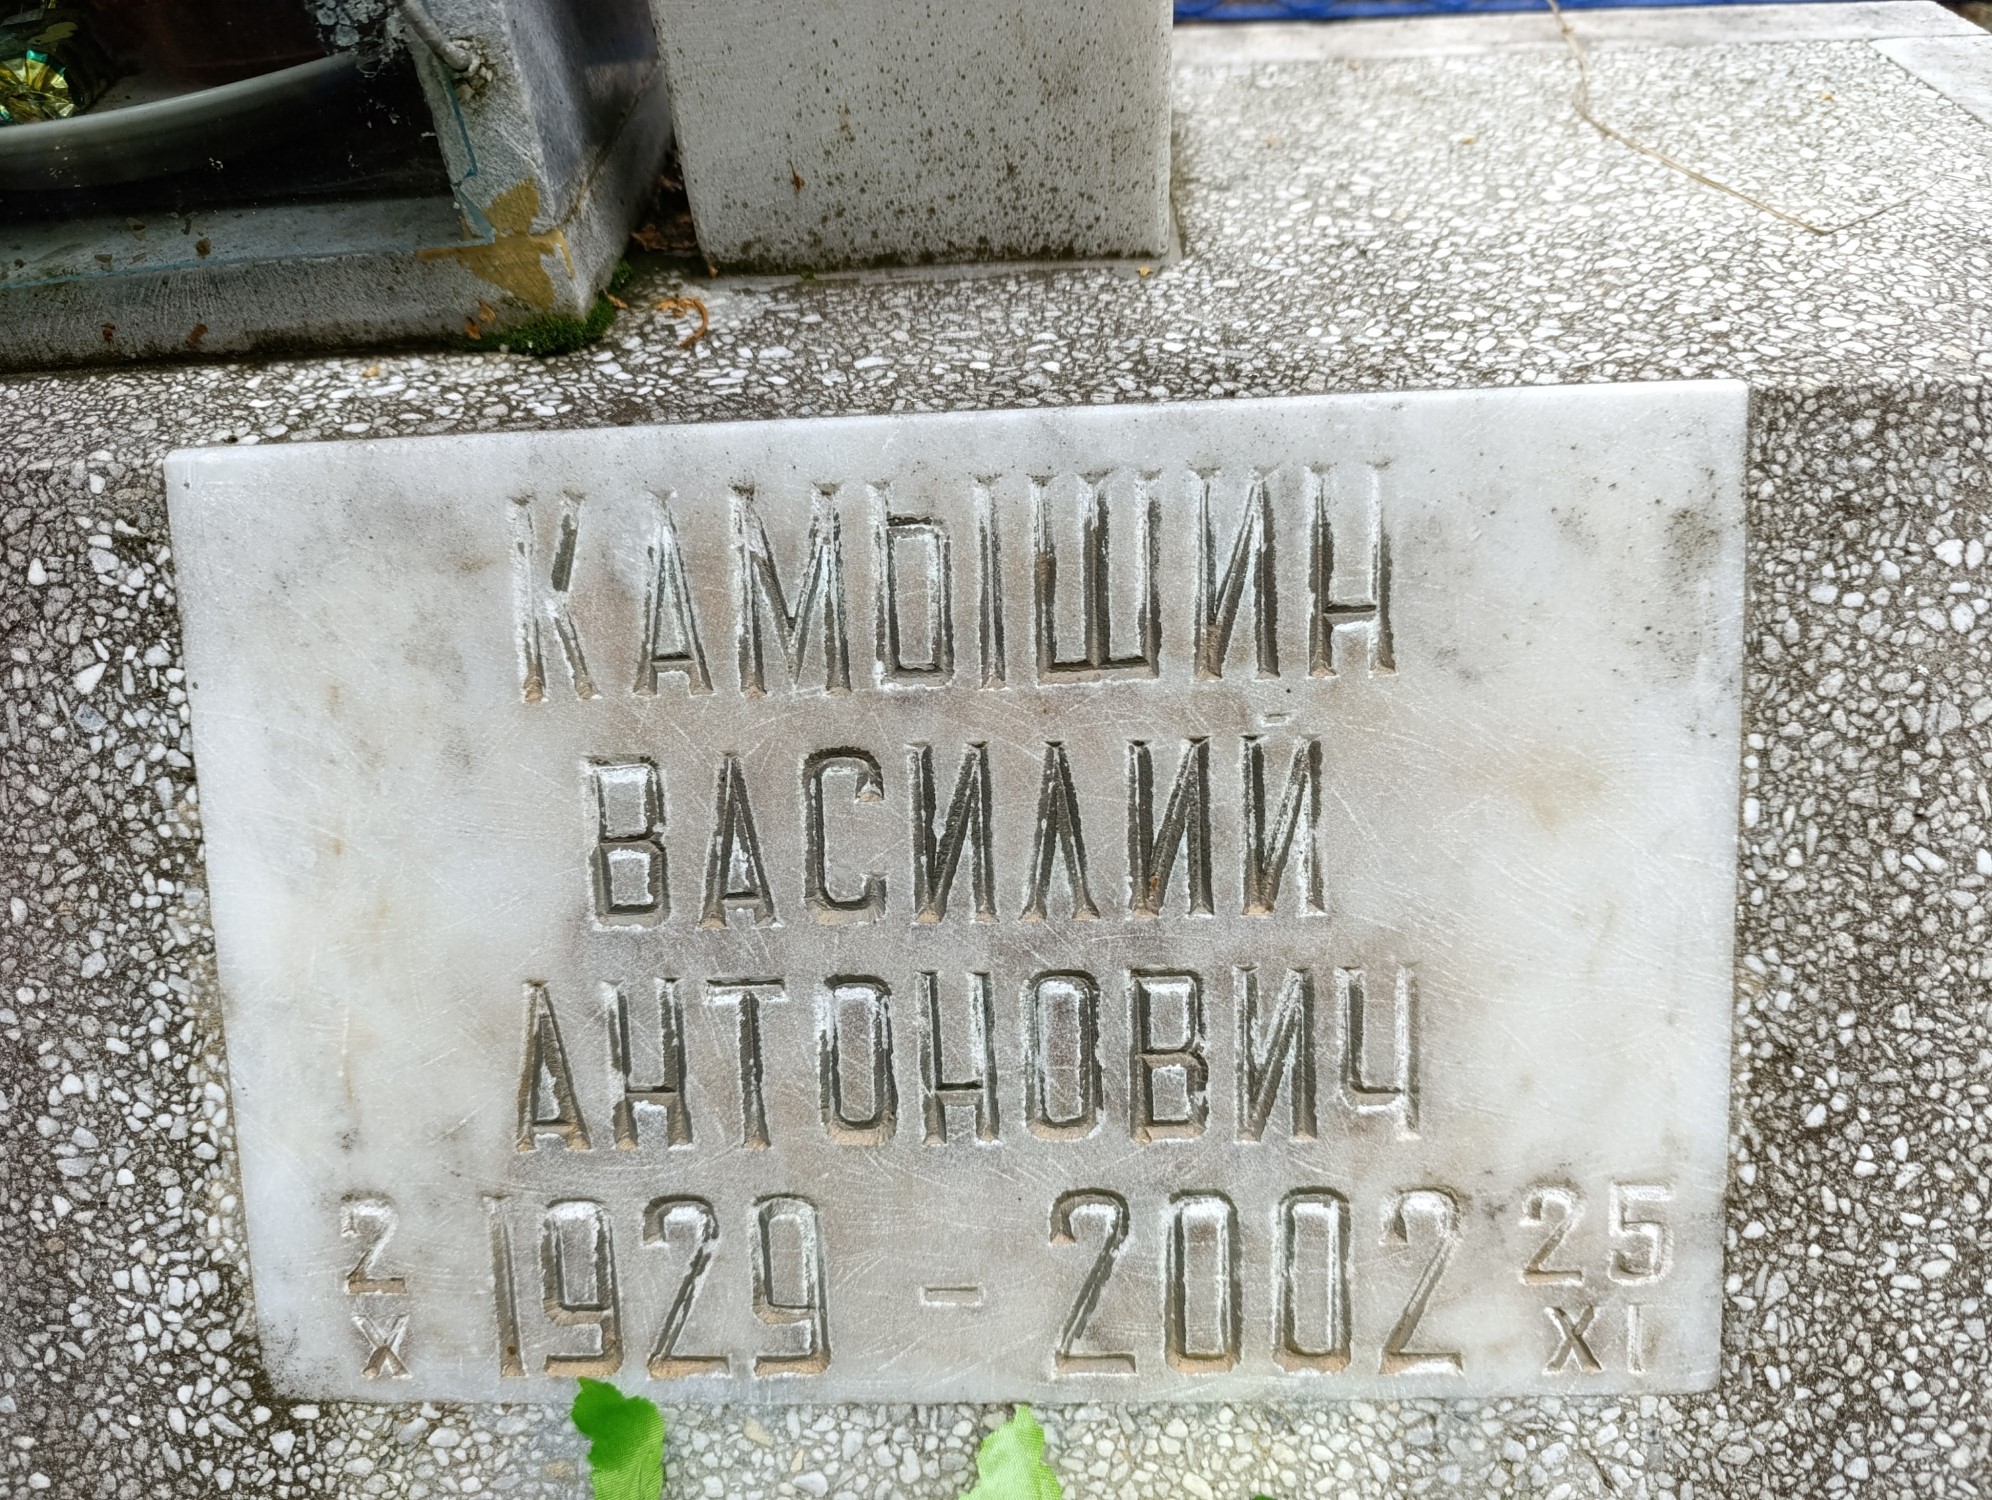 КАМЫШИН
ВАСИЛИЙ
АНТОНОВИЧ
2 X 1929 - 2002 25 XI